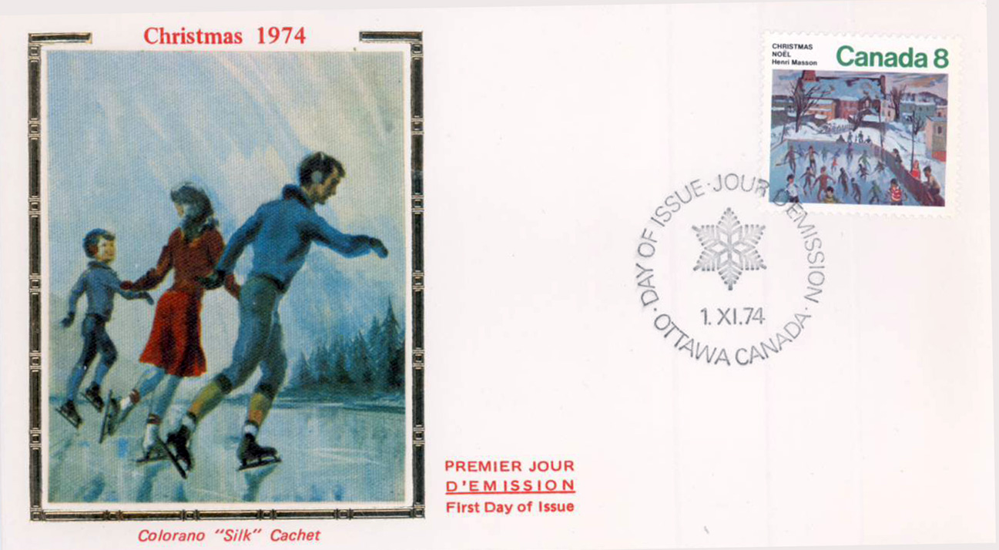 Christmas 1974
CHRISTMAS
NOËL
Henri Masson
Canada 8
DAY OF ISSUE · JOUR D'EMISSION · OTTAWA CANADA ·
1. XI. 74
PREMIER JOUR
D'EMISSION
First Day of Issue
Colorano "Silk" Cachet